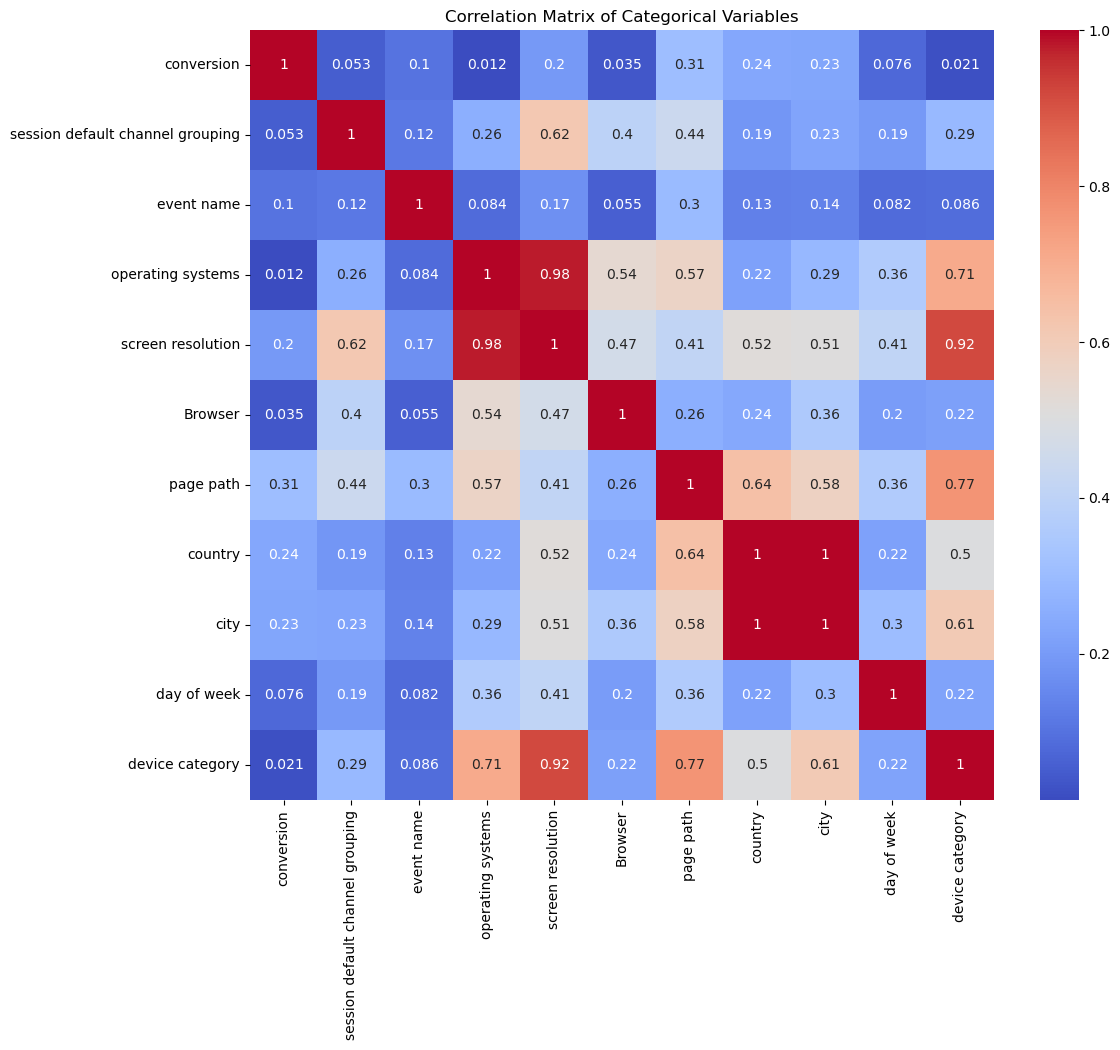 Correlation Matrix of Categorical Variables
conversion 1 0.053 0.1 0.012 0.2 0.035 0.31 0.24 0.23 0.076 0.021
session default channel grouping 0.053 1 0.12 0.26 0.62 0.4 0.44 0.19 0.23 0.19 0.29
event name 0.1 0.12 1 0.084 0.17 0.055 0.3 0.13 0.14 0.082 0.086
operating systems 0.012 0.26 0.084 1 0.98 0.54 0.57 0.22 0.29 0.36 0.71
screen resolution 0.2 0.62 0.17 0.98 1 0.47 0.41 0.52 0.51 0.41 0.92
Browser 0.035 0.4 0.055 0.54 0.47 1 0.26 0.24 0.36 0.2 0.22
page path 0.31 0.44 0.3 0.57 0.41 0.26 1 0.64 0.58 0.36 0.77
country 0.24 0.19 0.13 0.22 0.52 0.24 0.64 1 1 0.22 0.5
city 0.23 0.23 0.14 0.29 0.51 0.36 0.58 1 1 0.3 0.61
day of week 0.076 0.19 0.082 0.36 0.41 0.2 0.36 0.22 0.3 1 0.22
device category 0.021 0.29 0.086 0.71 0.92 0.22 0.77 0.5 0.61 0.22 1
conversion
session default channel grouping
event name
operating systems
screen resolution
Browser
page path
country
city
day of week
device category
1.0
0.8
0.6
0.4
0.2